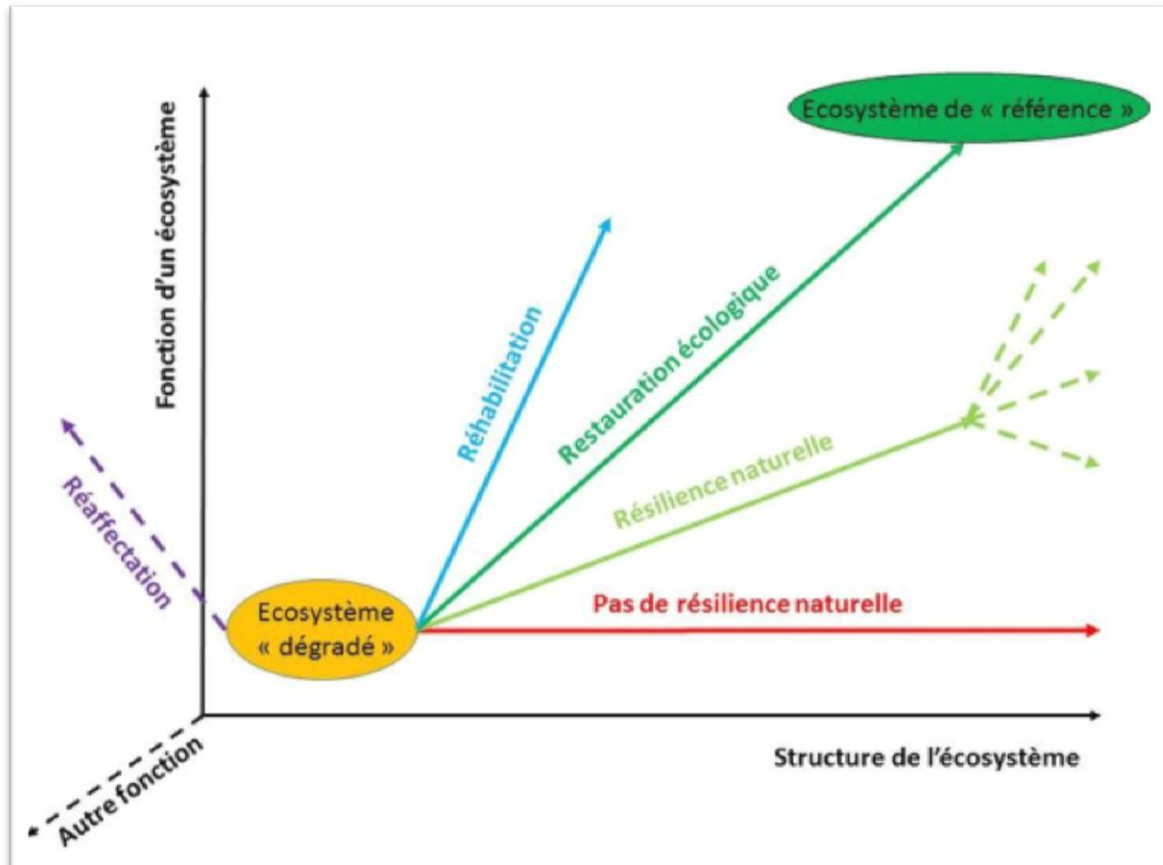 Ecosystème de « référence »
Fonction d'un écosystème
Réhabilitation
Restauration écologique
Résilience naturelle
Réaffectation
Ecosystème
« dégradé »
Pas de résilience naturelle
Structure de l'écosystème
Autre fonction